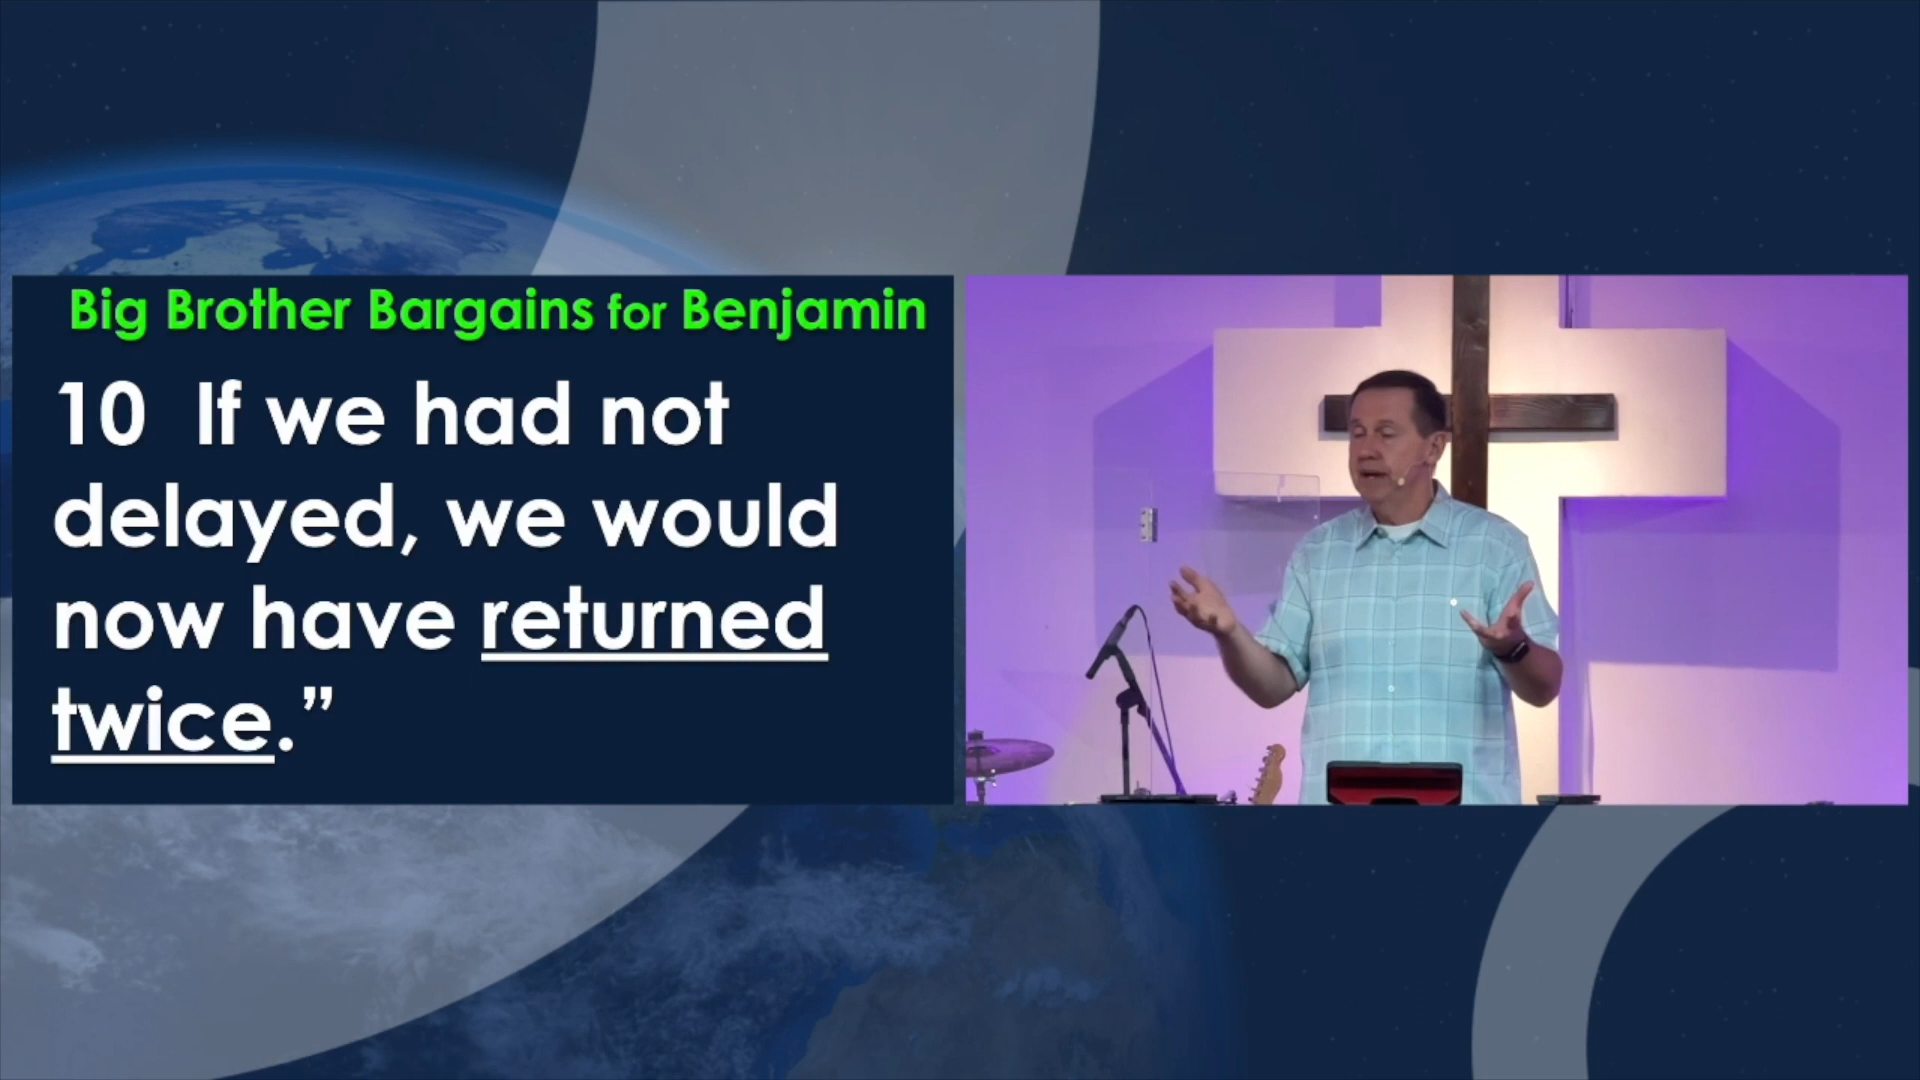 Big Brother Bargains for Benjamin
10 If we had not
delayed, we would
now have returned
twice.”